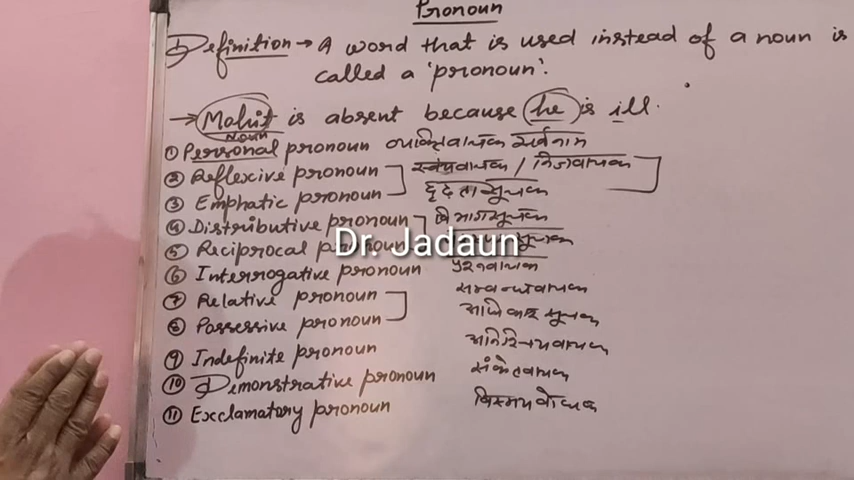 Pronoun
① Definition → A word that is used instead of a noun is
called a 'pronoun'.
→ Mohit is absent because he is ill.
Noun
① Personal pronoun व्यक्तिवाचक सर्वनाम
② Reflexive pronoun स्वयंवाचक / निजवाचक
③ Emphatic pronoun दृढ़तासूचक
④ Distributive pronoun विभागसूचक
⑤ Reciprocal pronoun
Dr. Jadaun
⑥ Interrogative pronoun प्रश्नवाचक
⑦ Relative pronoun सम्बन्धवाचक
⑧ Possessive pronoun अधिकार सूचक
⑨ Indefinite pronoun अनिश्चयवाचक
⑩ Demonstrative pronoun संकेतवाचक
⑪ Exclamatory pronoun विस्मयबोधक